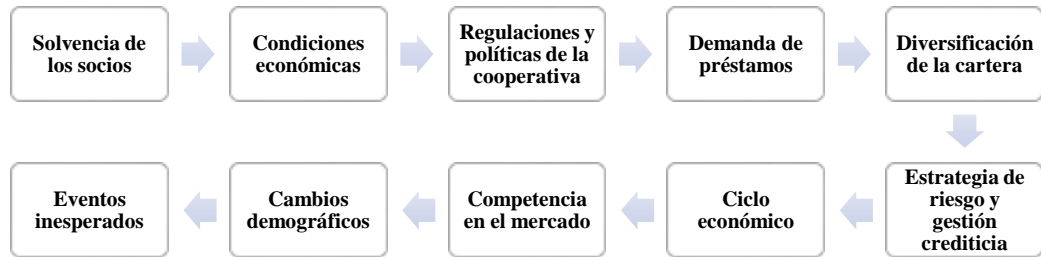 Solvencia de
los socios
Condiciones
económicas
Regulaciones y
políticas de la
cooperativa
Demanda de
préstamos
Diversificación
de la cartera
Estrategia de
riesgo y
gestión
crediticia
Ciclo
económico
Competencia
en el mercado
Cambios
demográficos
Eventos
inesperados